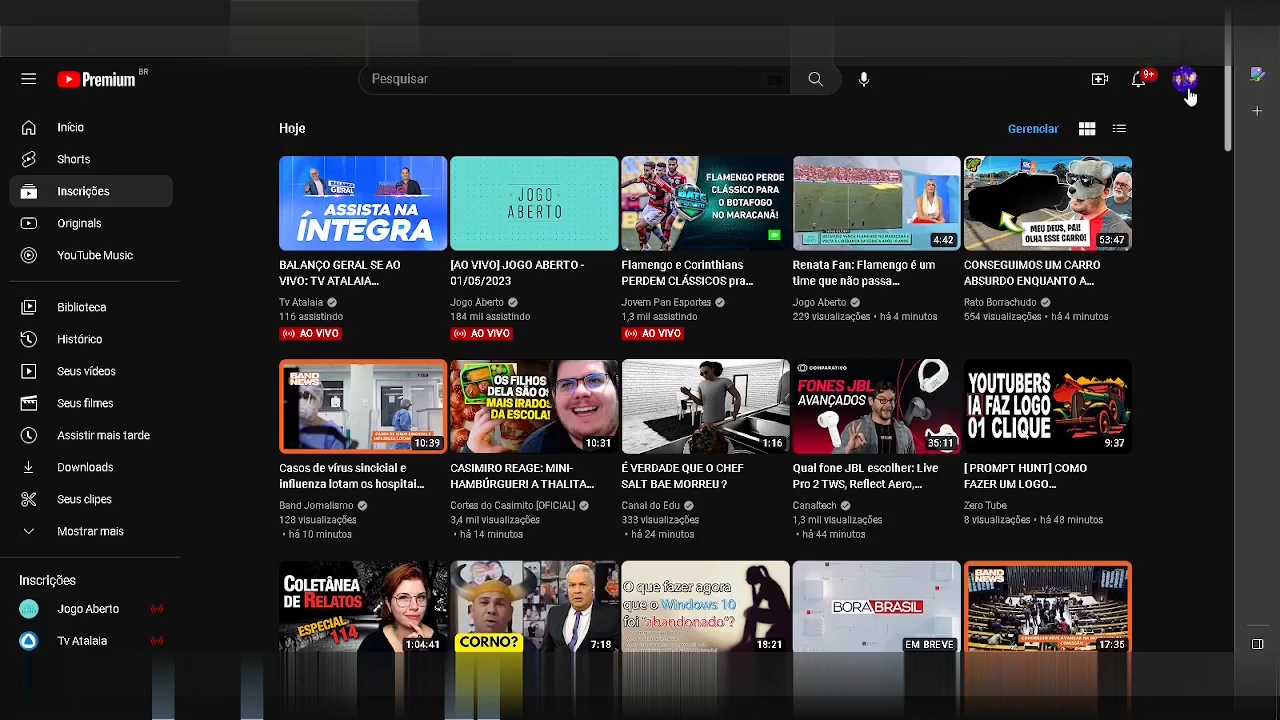 Premium BR
Pesquisar
9+
Início
Shorts
Inscrições
Originals
YouTube Music
Biblioteca
Histórico
Seus vídeos
Seus filmes
Assistir mais tarde
Downloads
Seus clipes
Mostrar mais
Inscrições
Jogo Aberto
Tv Atalaia
Hoje
Gerenciar
BALANÇO GERAL
ASSISTA NA
ÍNTEGRA
BALANÇO GERAL SE AO
VIVO: TV ATALAIA...
Tv Atalaia
116 assistindo
AO VIVO
JOGO
ABERTO
[AO VIVO] JOGO ABERTO -
01/05/2023
Jogo Aberto
184 mil assistindo
AO VIVO
FLAMENGO PERDE
CLÁSSICO PARA
O BOTAFOGO
NO MARACANÃ!
Flamengo e Corinthians
PERDEM CLÁSSICOS pra...
Jovem Pan Esportes
1,3 mil assistindo
AO VIVO
4:42
Renata Fan: Flamengo é um
time que não passa...
Jogo Aberto
229 visualizações • há 4 minutos
MEU DEUS, PAI!
OLHA ESSE CARRO!
53:47
CONSEGUIMOS UM CARRO
ABSURDO ENQUANTO A...
Rato Borrachudo
554 visualizações • há 4 minutos
BAND
NEWS
10:39
Casos de vírus sincicial e
influenza lotam os hospitai...
Band Jornalismo
128 visualizações
• há 10 minutos
OS FILHOS
DELA SÃO OS
MAIS IRADOS
DA ESCOLA!
10:31
CASIMIRO REAGE: MINI-
HAMBÚRGUERI A THALITA...
Cortes do Casimito [OFICIAL]
3,4 mil visualizações
• há 14 minutos
1:16
É VERDADE QUE O CHEF
SALT BAE MORREU ?
Canal do Edu
333 visualizações
• há 24 minutos
COMPARATIVO
FONES JBL
AVANÇADOS
35:11
Qual fone JBL escolher: Live
Pro 2 TWS, Reflect Aero,...
Canaltech
1,3 mil visualizações
• há 44 minutos
YOUTUBERS
IA FAZ LOGO
01 CLIQUE
9:37
[ PROMPT HUNT] COMO
FAZER UM LOGO...
Zero Tube
8 visualizações • há 48 minutos
COLETÂNEA
DE RELATOS
ESPECIAL
114
1:04:41
CORNO?
7:18
O que fazer agora
que o Windows 10
foi "abandonado"?
18:21
BORA BRASIL
EM BREVE
BAND
NEWS
17:35